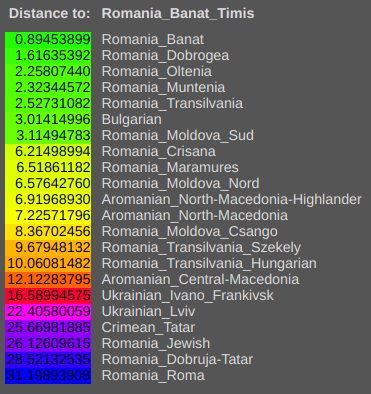 Distance to: Romania_Banat_Timis
0.89453899 Romania_Banat
1.61635392 Romania_Dobrogea
2.25807440 Romania_Oltenia
2.32344572 Romania_Muntenia
2.52731082 Romania_Transilvania
3.01414996 Bulgarian
3.11494783 Romania_Moldova_Sud
6.21498994 Romania_Crisana
6.51861182 Romania_Maramures
6.57642760 Romania_Moldova_Nord
6.91968930 Aromanian_North-Macedonia-Highlander
7.22571796 Aromanian_North-Macedonia
8.36702456 Romania_Moldova_Csango
9.67948132 Romania_Transilvania_Szekely
10.06081482 Romania_Transilvania_Hungarian
12.12283795 Aromanian_Central-Macedonia
16.58994575 Ukrainian_Ivano_Frankivsk
22.40580059 Ukrainian_Lviv
25.66981885 Crimean_Tatar
26.12609615 Romania_Jewish
28.52132535 Romania_Dobruja-Tatar
31.19893908 Romania_Roma